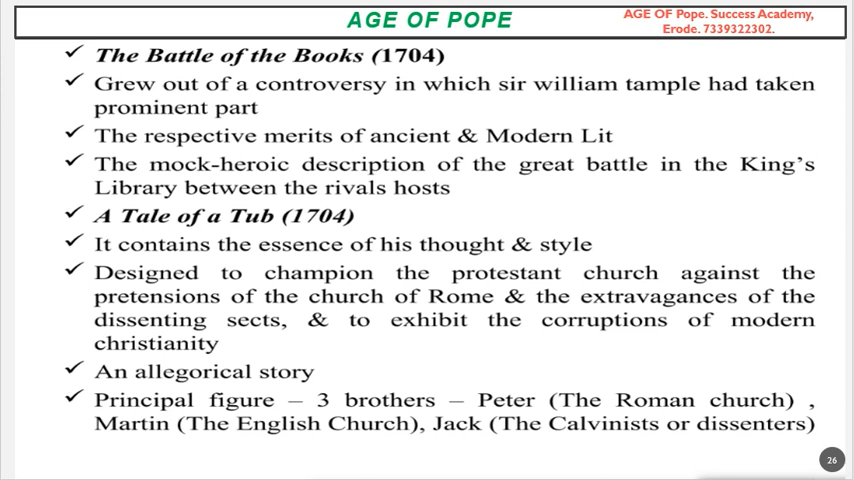 AGE OF POPE
AGE OF Pope. Success Academy,
Erode. 7339322302.
✓ The Battle of the Books (1704)
✓ Grew out of a controversy in which sir william tample had taken
prominent part
✓ The respective merits of ancient & Modern Lit
✓ The mock-heroic description of the great battle in the King's
Library between the rivals hosts
✓ A Tale of a Tub (1704)
✓ It contains the essence of his thought & style
✓ Designed to champion the protestant church against the
pretensions of the church of Rome & the extravagances of the
dissenting sects, & to exhibit the corruptions of modern
christianity
✓ An allegorical story
✓ Principal figure – 3 brothers – Peter (The Roman church) ,
Martin (The English Church), Jack (The Calvinists or dissenters)
26